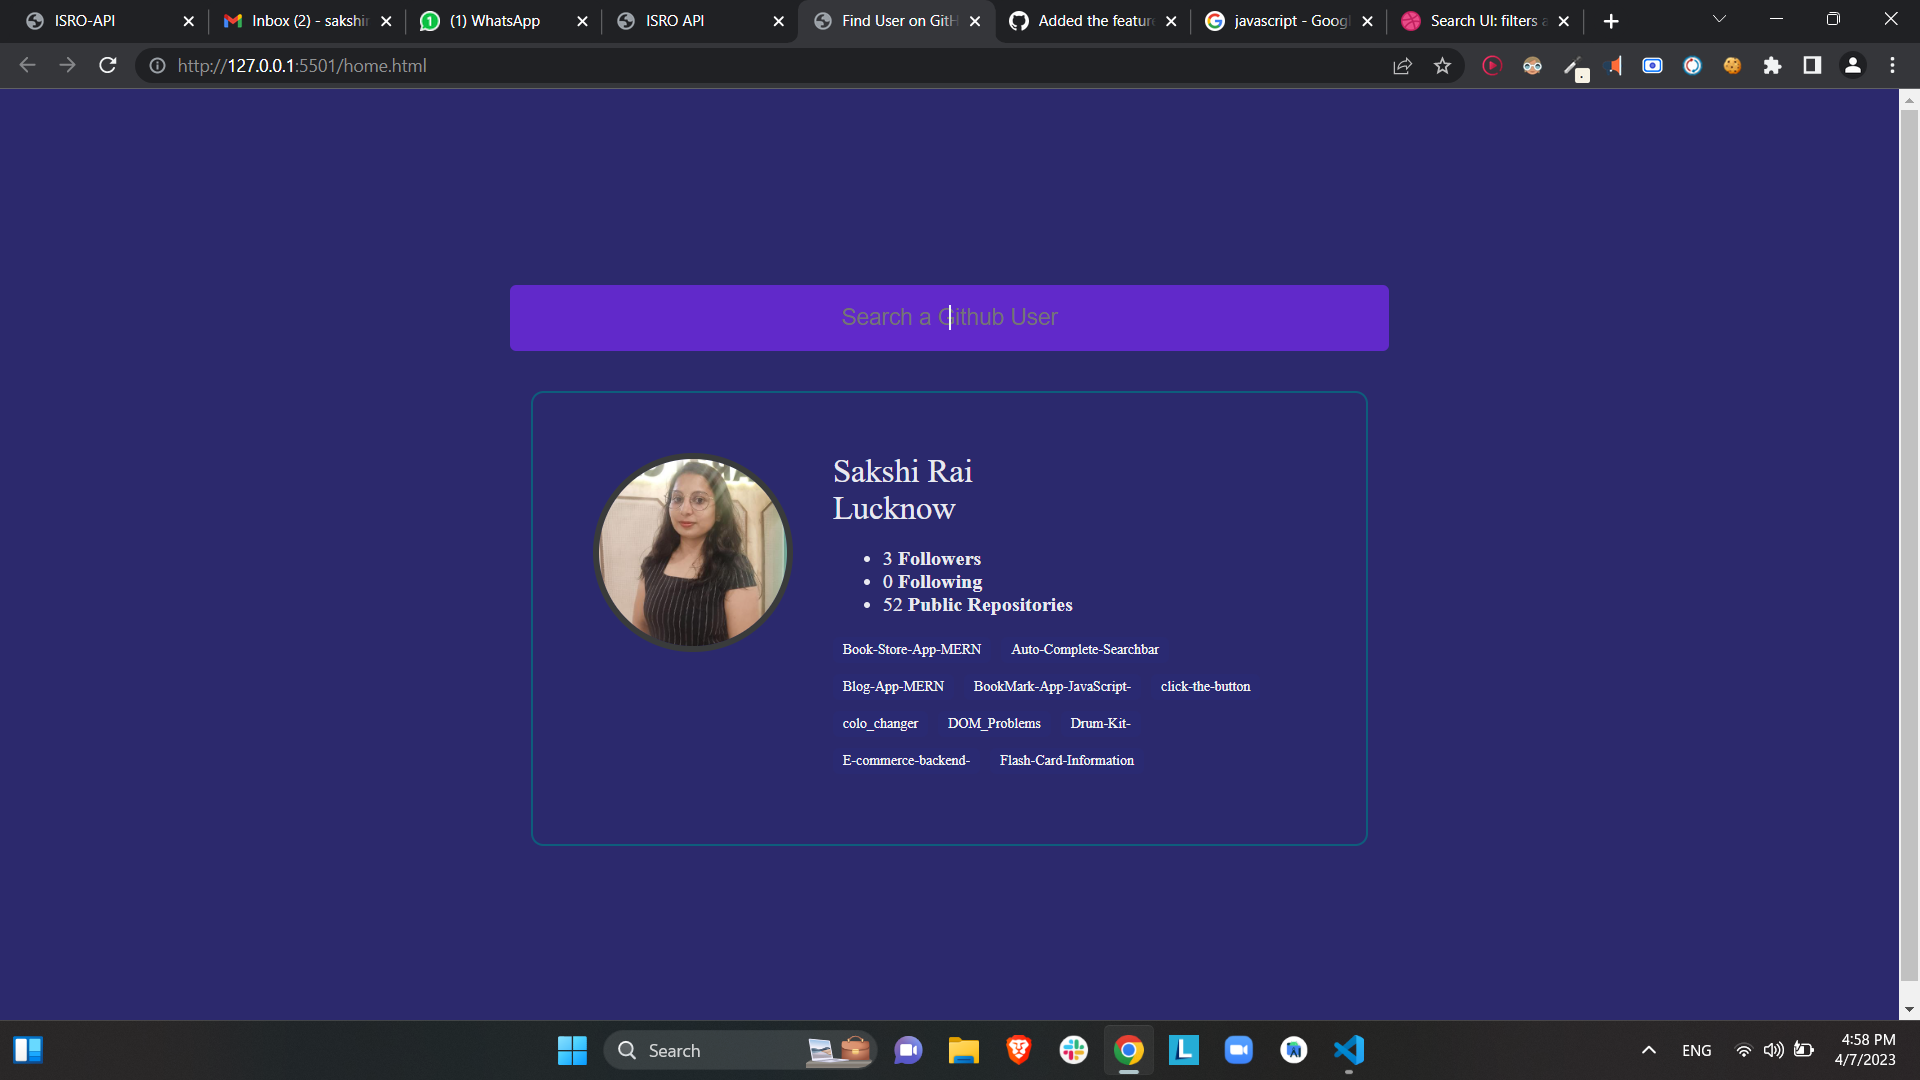 ISRO-API
Inbox (2) - sakshir
(1) WhatsApp
ISRO API
Find User on GitH
Added the feature
javascript - Goog
Search UI: filters a
http://127.0.0.1:5501/home.html
Search a Github User
Sakshi Rai
Lucknow
3 Followers
0 Following
52 Public Repositories
Book-Store-App-MERN Auto-Complete-Searchbar
Blog-App-MERN BookMark-App-JavaScript- click-the-button
colo_changer DOM_Problems Drum-Kit-
E-commerce-backend- Flash-Card-Information
Search
ENG
4:58 PM
4/7/2023